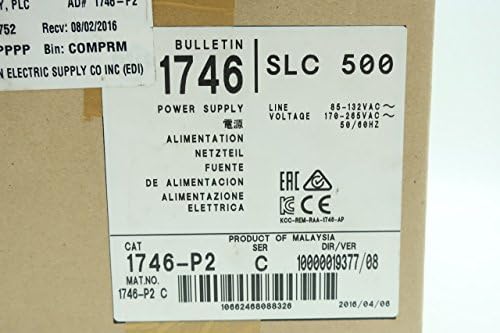 Y, PLC AD# 1746-P2
752 Recv: 08/02/2016
PPPP Bin: COMPRM
N ELECTRIC SUPPLY CO INC (EDI)
BULLETIN
1746 SLC 500
POWER SUPPLY
電源
ALIMENTATION
NETZTEIL
FUENTE
DE ALIMENTACION
ALIMENTAZIONE
ELETTRICA
LINE 85-132VAC ~
VOLTAGE 170-265VAC ~
50/60HZ
EAC
CE
KCC-REM-RAA-1746-AP
PRODUCT OF MALAYSIA
CAT SER DIR/VER
1746-P2 C 10000019377/08
MAT.NO.
1746-P2 C
10662468088326 2016/04/06